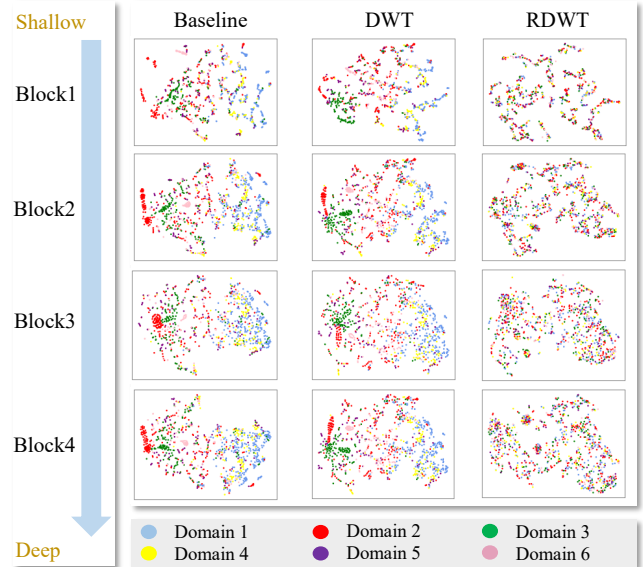 Shallow
Baseline DWT RDWT
Block1
Block2
Block3
Block4
Deep
Domain 1 Domain 2 Domain 3
Domain 4 Domain 5 Domain 6